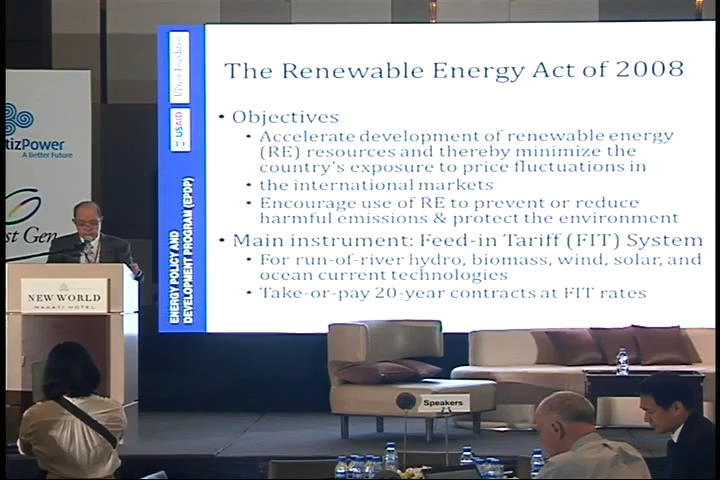 The Renewable Energy Act of 2008
• Objectives
• Accelerate development of renewable energy
(RE) resources and thereby minimize the
country's exposure to price fluctuations in
• the international markets
• Encourage use of RE to prevent or reduce
harmful emissions & protect the environment
• Main instrument: Feed-in Tariff (FIT) System
• For run-of-river hydro, biomass, wind, solar, and
ocean current technologies
• Take-or-pay 20-year contracts at FIT rates
USAID
ENERGY POLICY AND
DEVELOPMENT PROGRAM (EPDP)
tizPower
A Better Future
st Gen
NEW WORLD
MAKATI HOTEL
Speakers